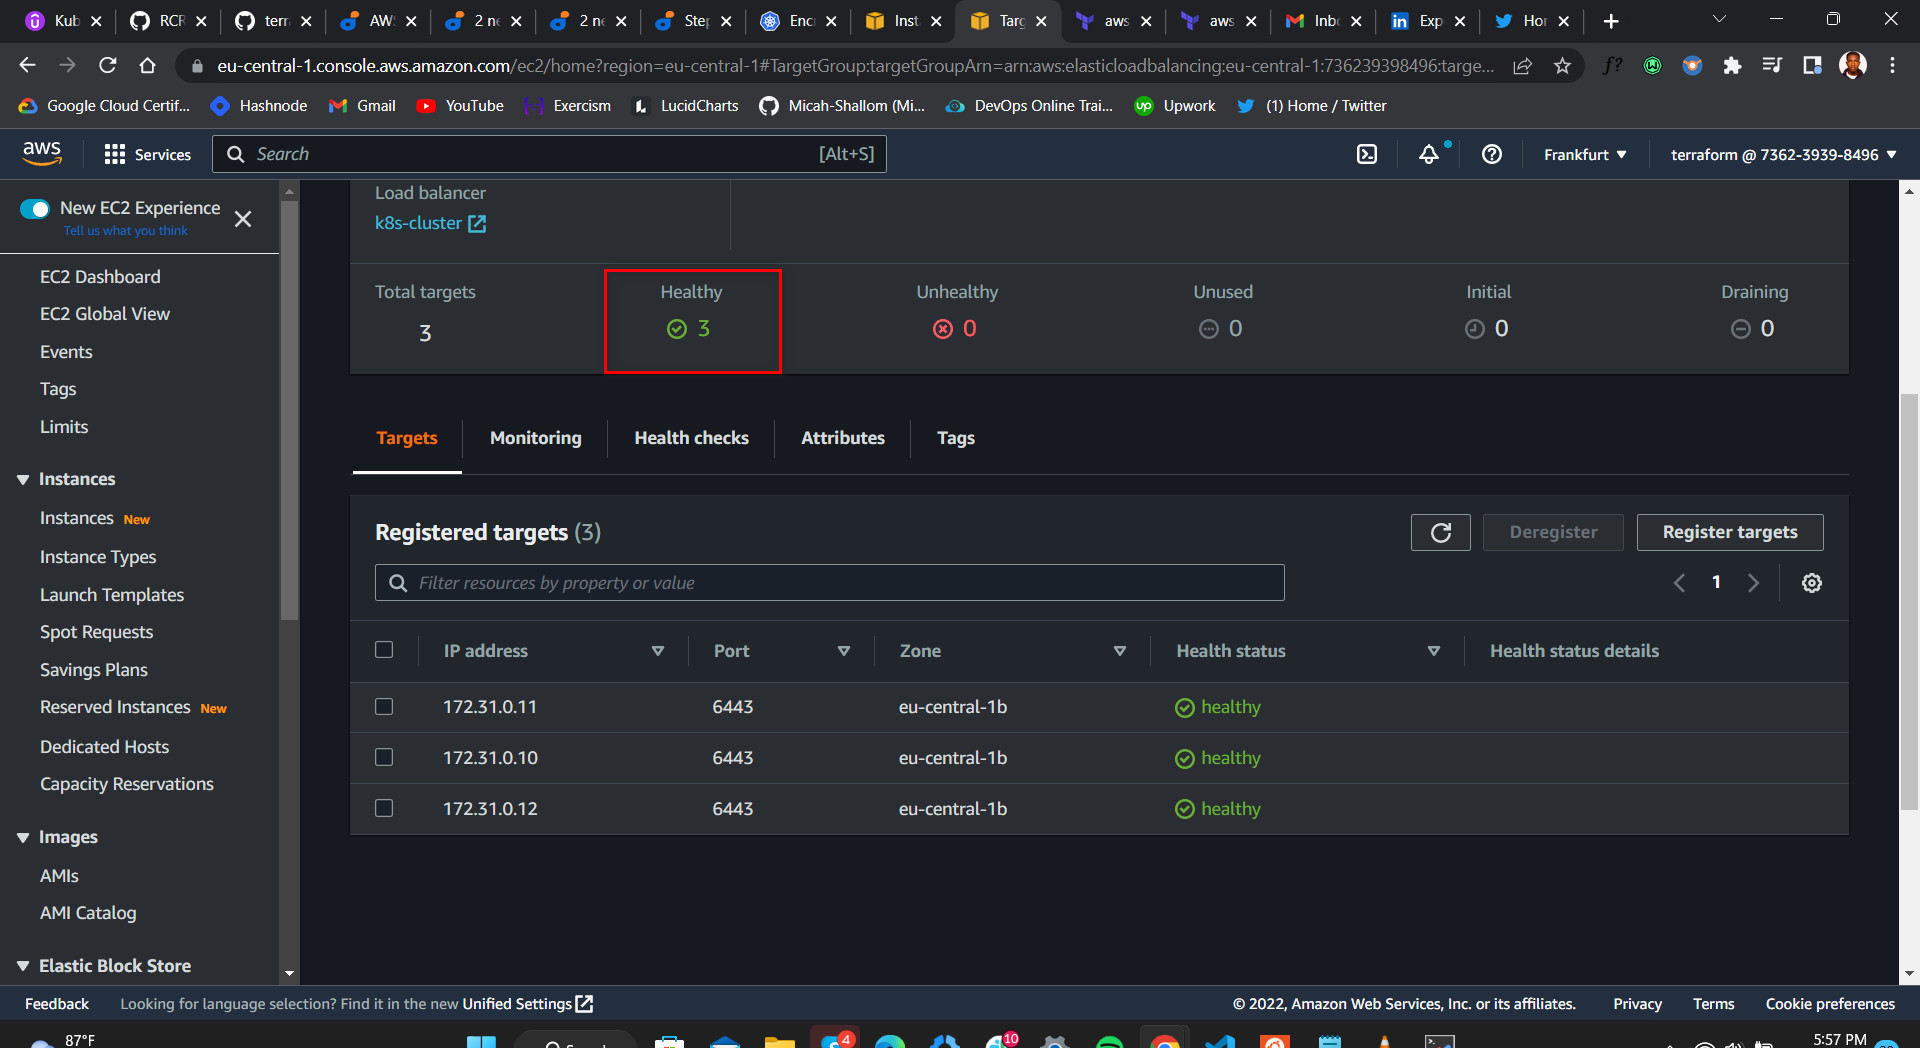 Kub
RCR
terr
AW
2 ne
2 ne
Step
Enc
Inst
Targ
aws
aws
Inbo
Exp
Hor
eu-central-1.console.aws.amazon.com/ec2/home?region=eu-central-1#TargetGroup:targetGroupArn=arn:aws:elasticloadbalancing:eu-central-1:736239398496:targe...
f?
Google Cloud Certif...
Hashnode
Gmail
YouTube
Exercism
LucidCharts
Micah-Shallom (Mi...
DevOps Online Trai...
Upwork
(1) Home / Twitter
aws
Services
Search
[Alt+S]
Frankfurt
terraform @ 7362-3939-8496
New EC2 Experience
Tell us what you think
EC2 Dashboard
EC2 Global View
Events
Tags
Limits
Instances
Instances New
Instance Types
Launch Templates
Spot Requests
Savings Plans
Reserved Instances New
Dedicated Hosts
Capacity Reservations
Images
AMIs
AMI Catalog
Elastic Block Store
Load balancer
k8s-cluster
Total targets
3
Healthy
3
Unhealthy
0
Unused
0
Initial
0
Draining
0
Targets
Monitoring
Health checks
Attributes
Tags
Registered targets (3)
Deregister
Register targets
Filter resources by property or value
1
IP address Port Zone Health status Health status details
172.31.0.11 6443 eu-central-1b healthy
172.31.0.10 6443 eu-central-1b healthy
172.31.0.12 6443 eu-central-1b healthy
Feedback
Looking for language selection? Find it in the new Unified Settings
© 2022, Amazon Web Services, Inc. or its affiliates.
Privacy
Terms
Cookie preferences
87°F
4
10
5:57 PM